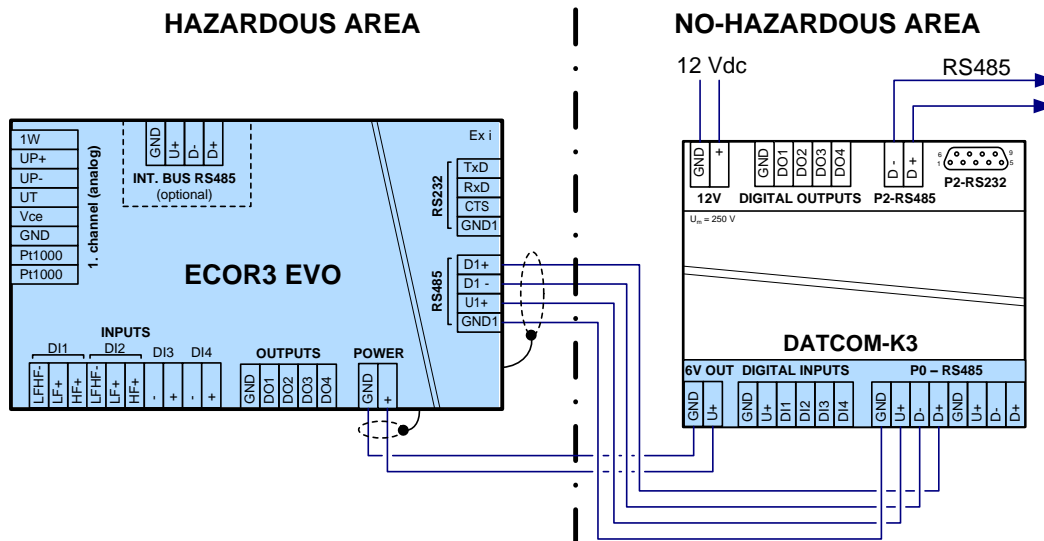 HAZARDOUS AREA
NO-HAZARDOUS AREA
12 Vdc
RS485
1W
UP+
UP-
UT
Vce
GND
Pt1000
Pt1000
1. channel (analog)
GND
U+
D-
D+
INT. BUS RS485
(optional)
Ex i
TxD
RxD
CTS
GND1
RS232
D1+
D1 -
U1+
GND1
RS485
ECOR3 EVO
INPUTS
DI1
DI2
DI3
DI4
LFHF-
LF+
HF+
LFHF-
LF+
HF+
-
+
-
+
OUTPUTS
GND
DO1
DO2
DO3
DO4
POWER
GND
+
GND
+
12V
GND
DO1
DO2
DO3
DO4
DIGITAL OUTPUTS
D -
D +
P2-RS485
6
9
1
5
P2-RS232
Um = 250 V
DATCOM-K3
6V OUT
DIGITAL INPUTS
P0 – RS485
GND
U+
GND
U+
DI1
DI2
DI3
DI4
GND
U+
D-
D+
GND
U+
D-
D+